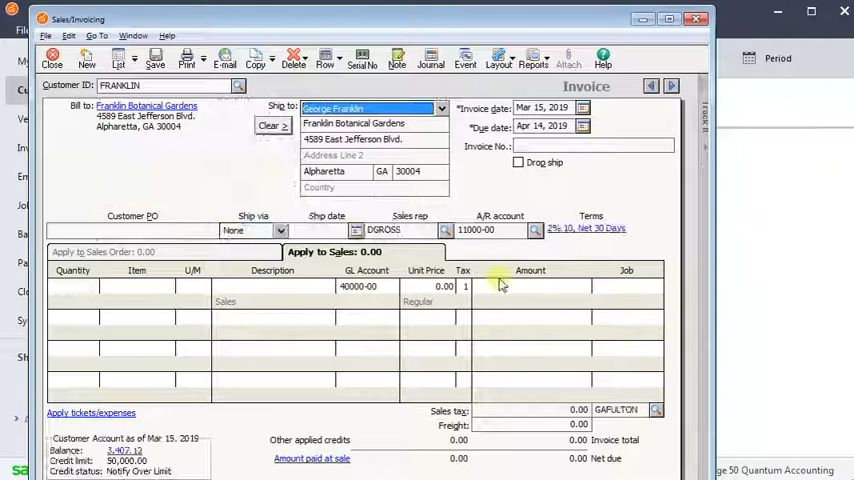 Sales/Invoicing
File Edit Go To Window Help
Close New List Save Print E-mail Copy Delete Row Serial No Note Journal Event Layout Reports Attach Help
Period
Customer ID: FRANKLIN
Invoice
Bill to: Franklin Botanical Gardens
4589 East Jefferson Blvd.
Alpharetta, GA 30004
Ship to: George Franklin
Clear >
Franklin Botanical Gardens
4589 East Jefferson Blvd.
Address Line 2
Alpharetta GA 30004
Country
*Invoice date: Mar 15, 2019
*Due date: Apr 14, 2019
Invoice No.:
Drop ship
Customer PO Ship via Ship date Sales rep A/R account Terms
None DGROSS 11000-00 2% 10, Net 30 Days
Apply to Sales Order: 0.00 Apply to Sales: 0.00
Quantity Item U/M Description GL Account Unit Price Tax Amount Job
40000-00 0.00 1
Sales Regular
Apply tickets/expenses
Sales tax: 0.00 GAFULTON
Freight: 0.00
Customer Account as of Mar 15, 2019
Balance: 3,407.12
Credit limit: 50,000.00
Credit status: Notify Over Limit
Other applied credits 0.00 0.00 Invoice total
Amount paid at sale 0.00 0.00 Net due
ge 50 Quantum Accounting